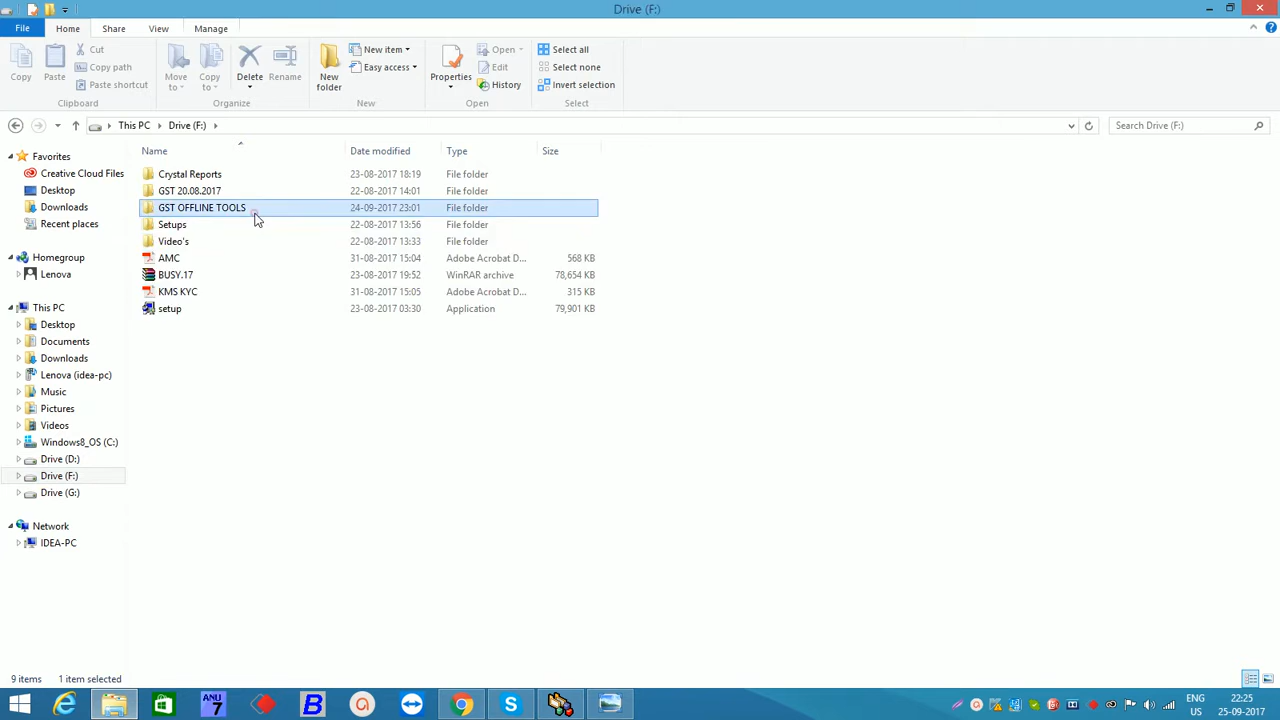 Drive (F:)
File
Home
Share
View
Manage
Copy
Paste
Cut
Copy path
Paste shortcut
Clipboard
Move to
Copy to
Delete
Rename
Organize
New folder
New item
Easy access
New
Properties
Open
Edit
History
Open
Select all
Select none
Invert selection
Select
This PC
Drive (F:)
Search Drive (F:)
Name
Date modified
Type
Size
Crystal Reports 23-08-2017 18:19 File folder
GST 20.08.2017 22-08-2017 14:01 File folder
GST OFFLINE TOOLS 24-09-2017 23:01 File folder
Setups 22-08-2017 13:56 File folder
Video's 22-08-2017 13:33 File folder
AMC 31-08-2017 15:04 Adobe Acrobat D... 568 KB
BUSY.17 23-08-2017 19:52 WinRAR archive 78,654 KB
KMS KYC 31-08-2017 15:05 Adobe Acrobat D... 315 KB
setup 23-08-2017 03:30 Application 79,901 KB
Favorites
Creative Cloud Files
Desktop
Downloads
Recent places
Homegroup
Lenova
This PC
Desktop
Documents
Downloads
Lenova (idea-pc)
Music
Pictures
Videos
Windows8_OS (C:)
Drive (D:)
Drive (F:)
Drive (G:)
Network
IDEA-PC
9 items 1 item selected
ANU
7
B
ENG
US
22:25
25-09-2017